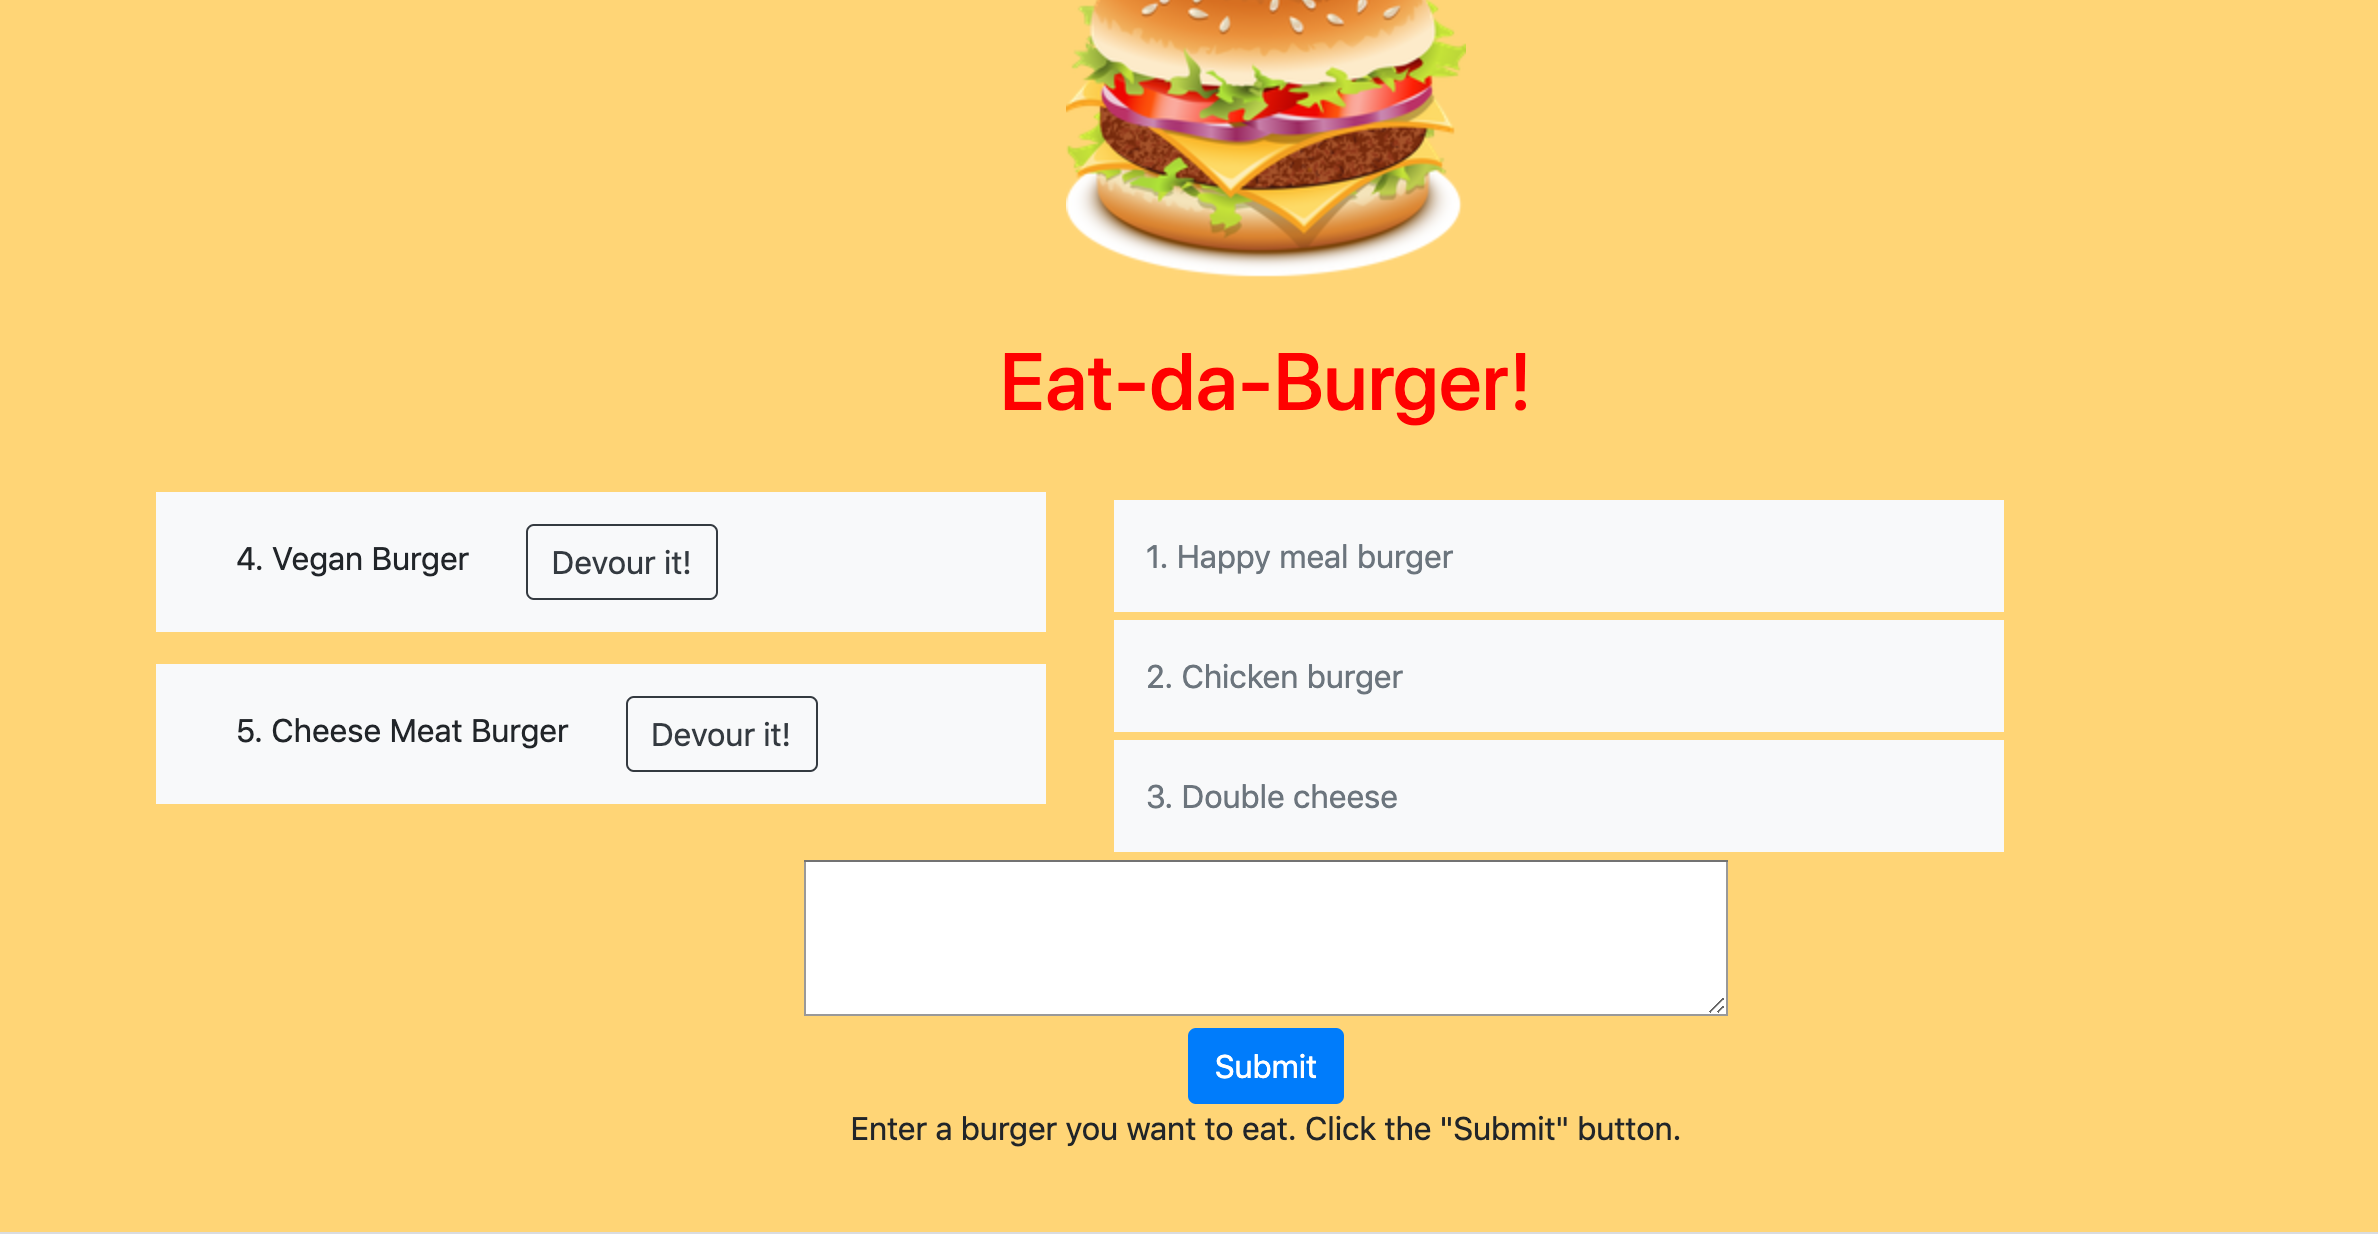 Eat-da-Burger!
4. Vegan Burger
Devour it!
5. Cheese Meat Burger
Devour it!
1. Happy meal burger
2. Chicken burger
3. Double cheese
Submit
Enter a burger you want to eat. Click the "Submit" button.